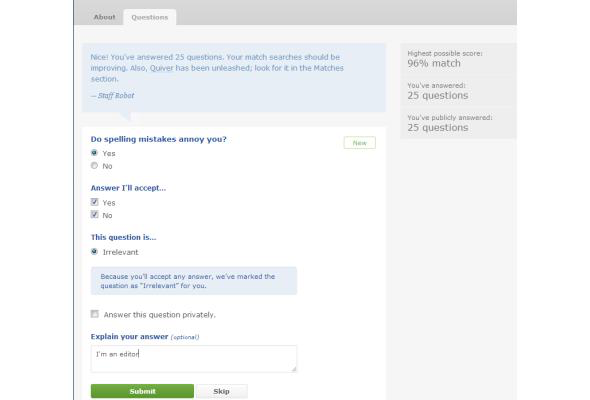 About
Questions
Nice! You've answered 25 questions. Your match searches should be
improving. Also, Quiver has been unleashed; look for it in the Matches
section.
— Staff Robot
Highest possible score:
96% match
You've answered:
25 questions
You've publicly answered:
25 questions
Do spelling mistakes annoy you?
New
Yes
No
Answer I'll accept...
Yes
No
This question is...
Irrelevant
Because you'll accept any answer, we've marked the
question as "Irrelevant" for you.
Answer this question privately.
Explain your answer (optional)
I'm an editor
Submit
Skip